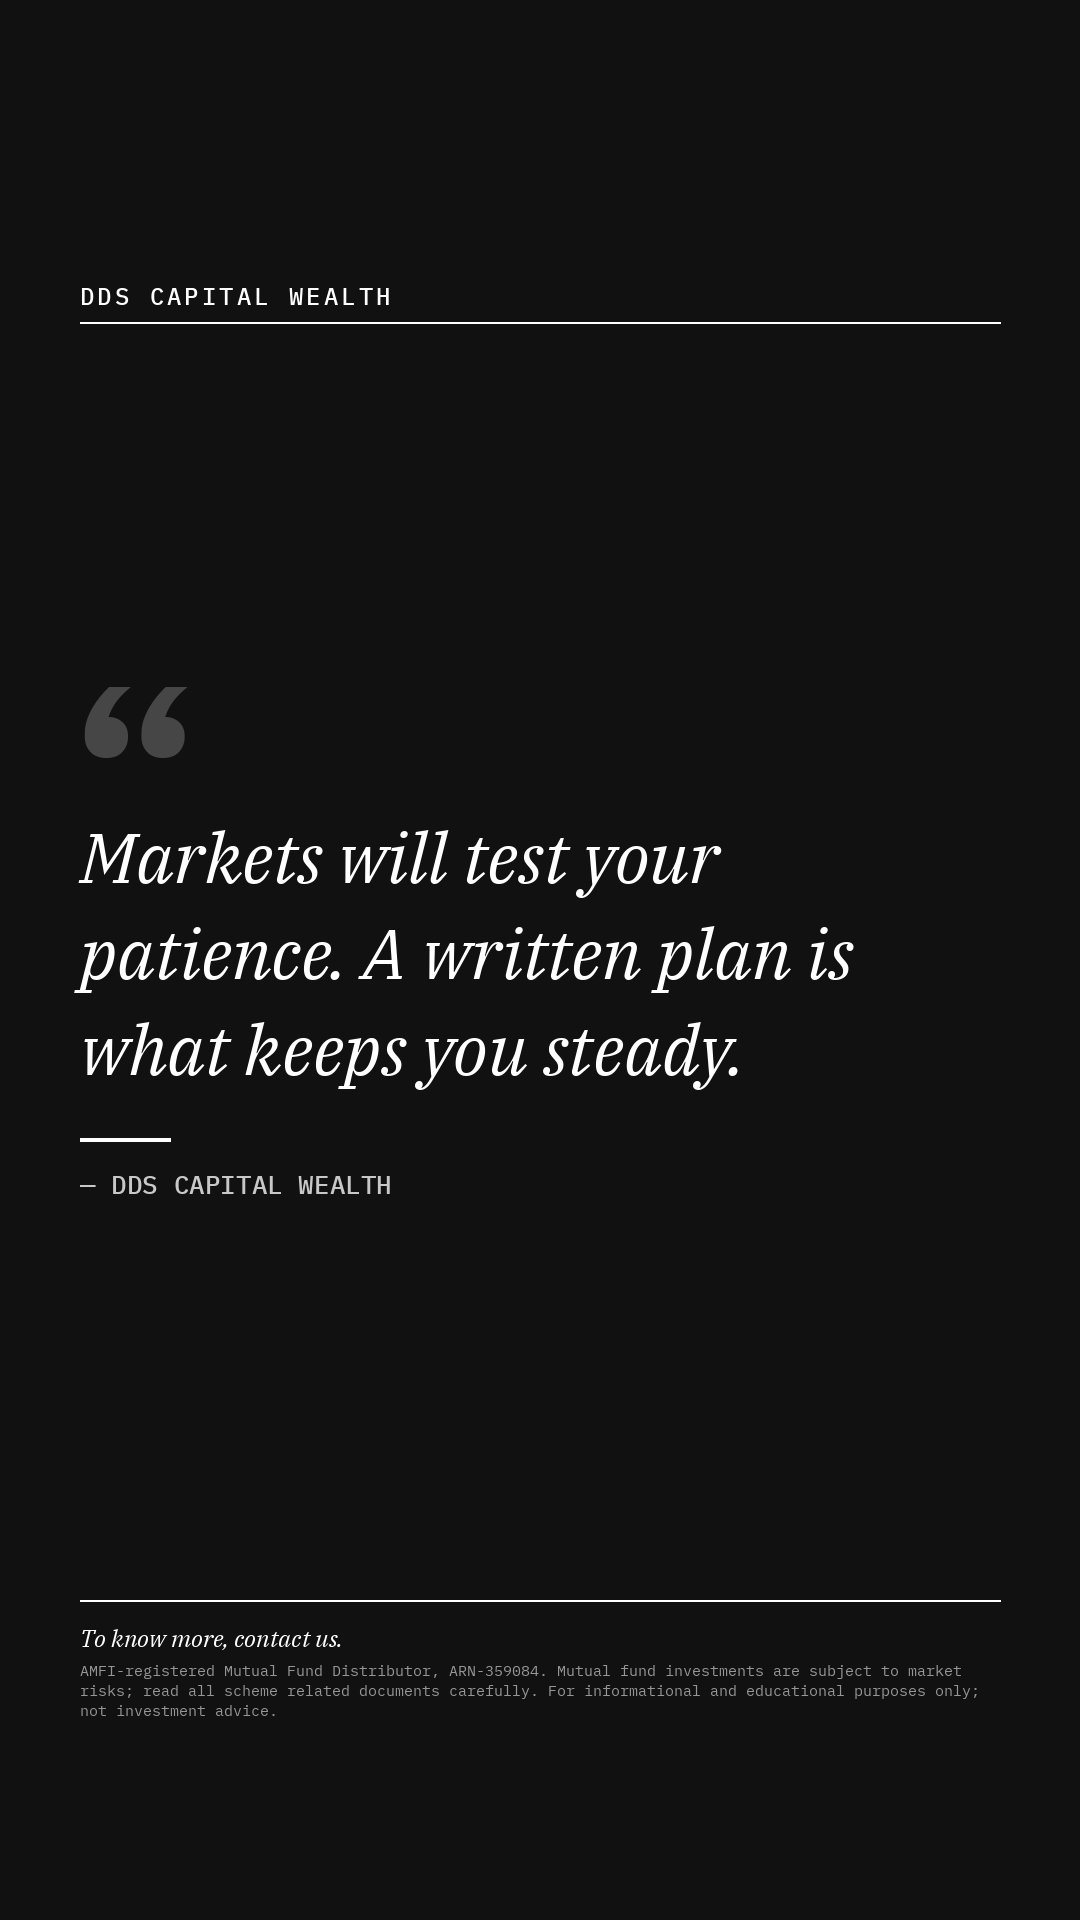 DDS CAPITAL WEALTH
“
Markets will test your
patience. A written plan is
what keeps you steady.
— DDS CAPITAL WEALTH
To know more, contact us.
AMFI-registered Mutual Fund Distributor, ARN-359084. Mutual fund investments are subject to market
risks; read all scheme related documents carefully. For informational and educational purposes only;
not investment advice.